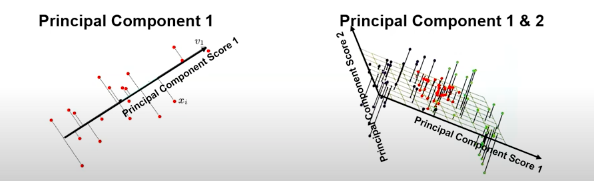 Principal Component 1
v₁
Principal Component Score 1
xᵢ
Principal Component 1 & 2
Principal Component Score 2
Principal Component Score 1